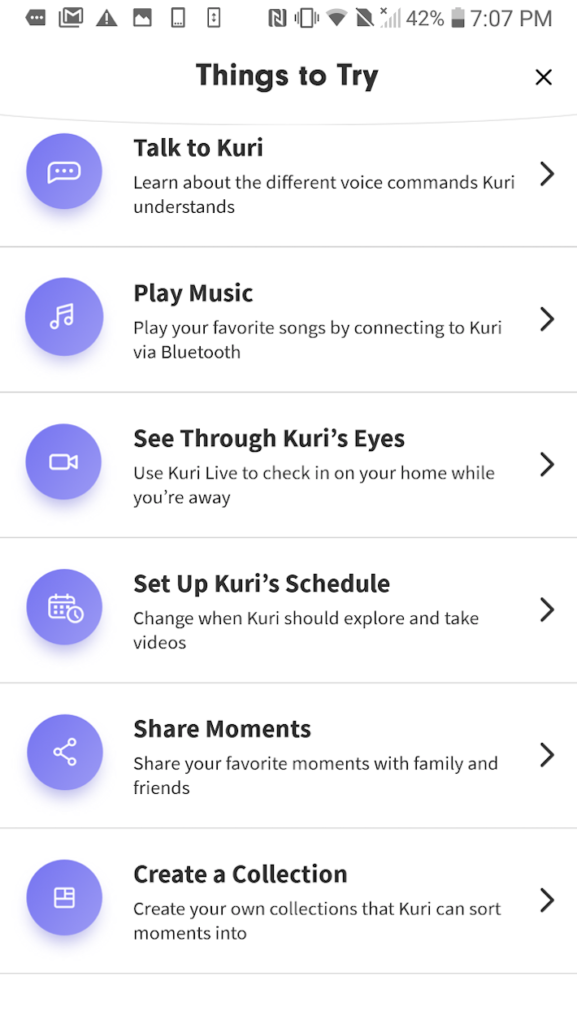 42% 7:07 PM
Things to Try
Talk to Kuri
Learn about the different voice commands Kuri
understands
Play Music
Play your favorite songs by connecting to Kuri
via Bluetooth
See Through Kuri’s Eyes
Use Kuri Live to check in on your home while
you’re away
Set Up Kuri’s Schedule
Change when Kuri should explore and take
videos
Share Moments
Share your favorite moments with family and
friends
Create a Collection
Create your own collections that Kuri can sort
moments into